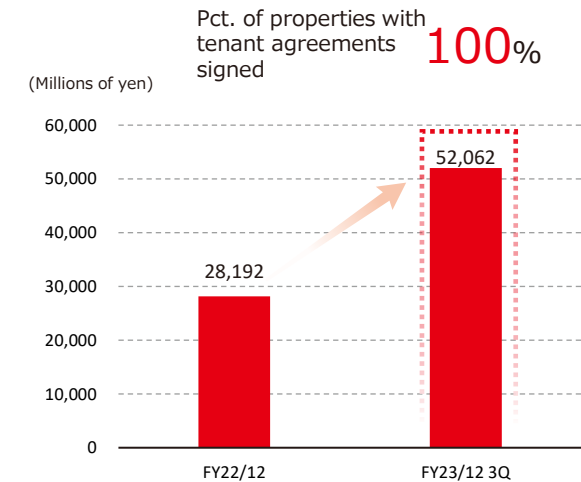 Pct. of properties with
tenant agreements
signed
100%
(Millions of yen)
60,000
50,000
40,000
30,000
20,000
10,000
0
28,192
52,062
FY22/12
FY23/12 3Q